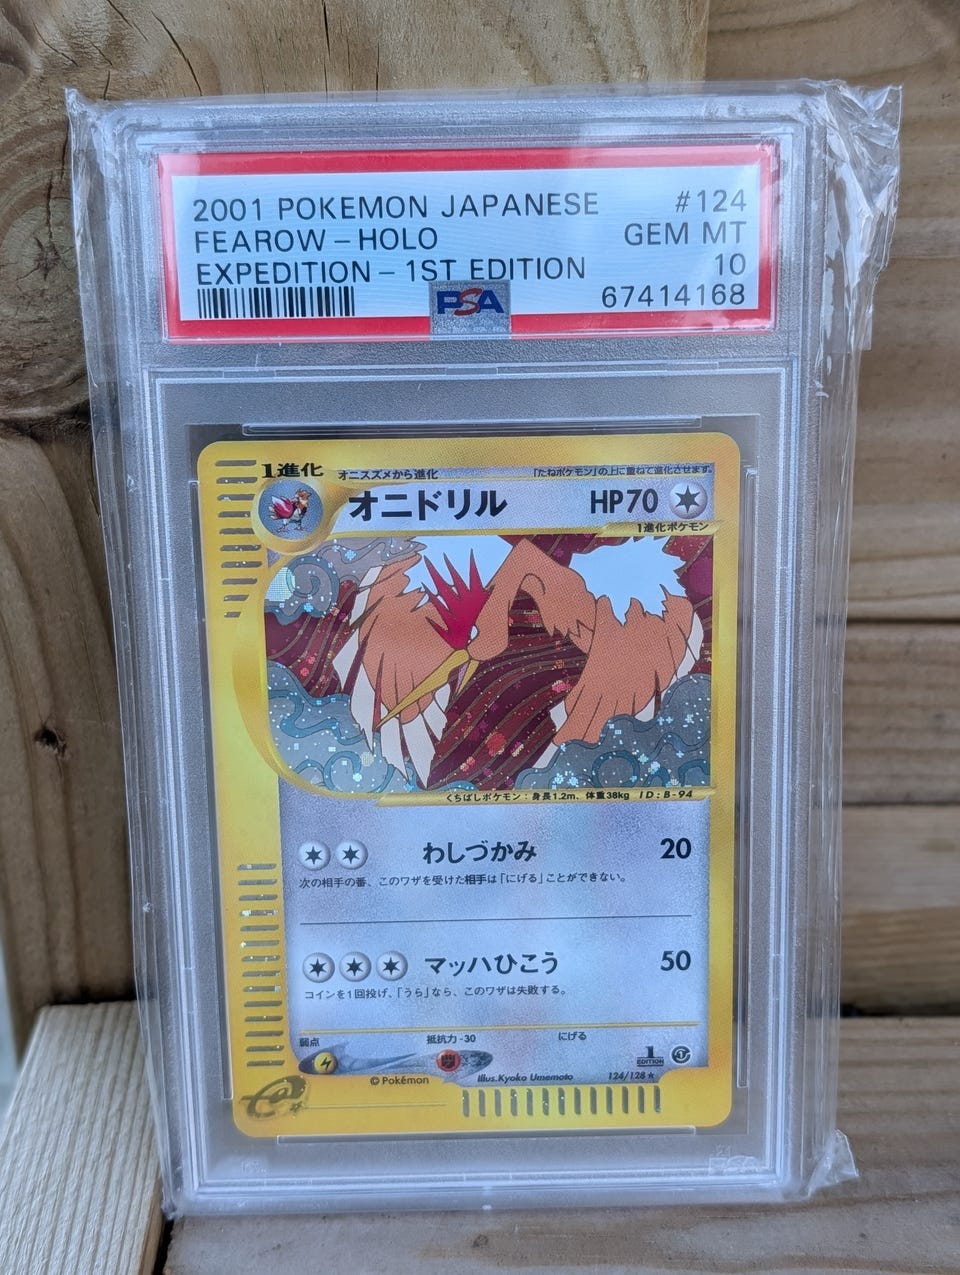 2001 POKEMON JAPANESE #124
FEAROW - HOLO GEM MT
EXPEDITION - 1ST EDITION 10
PSA 67414168
1進化 オニスズメから進化 「たねポケモン」の上に重ねて進化させます。
オニドリル HP70
1進化ポケモン
くちばしポケモン：身長1.2m、体重38kg ID:B-94
わしづかみ 20
次の相手の番、このワザを受けた相手は「にげる」ことができない。
マッハひこう 50
コインを1回投げ、「うら」なら、このワザは失敗する。
弱点 抵抗力 -30 にげる
1 EDITION
©Pokémon Illus.Kyoko Umemoto 124/128 ★
e